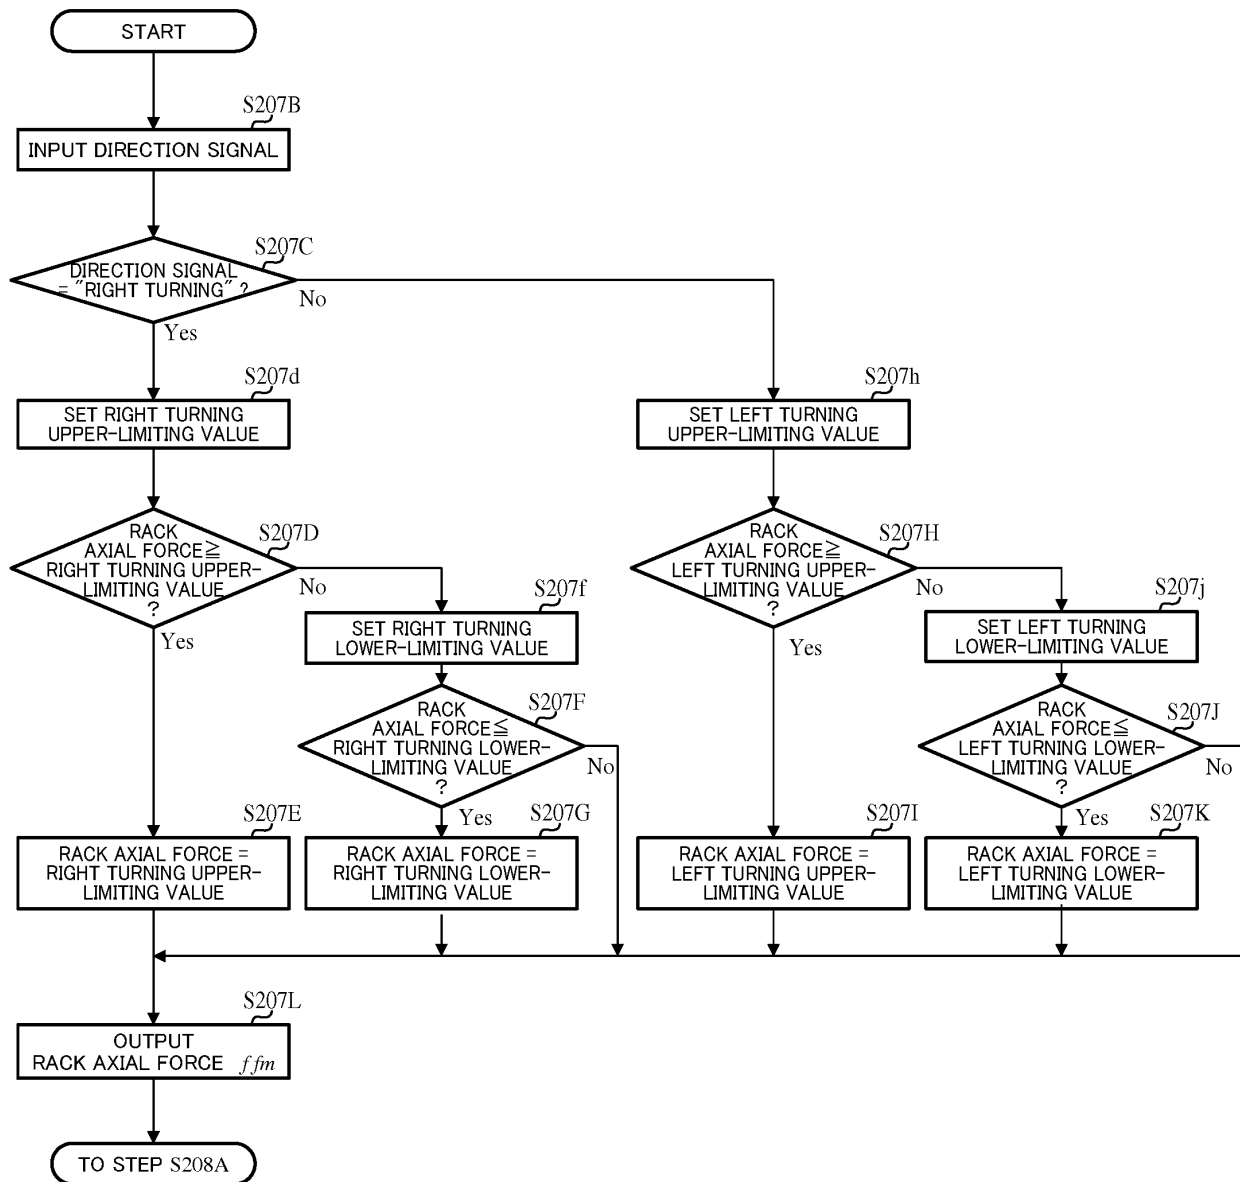 START
S207B
INPUT DIRECTION SIGNAL
S207C
DIRECTION SIGNAL
= "RIGHT TURNING" ?
No
Yes
S207d
SET RIGHT TURNING
UPPER-LIMITING VALUE
S207h
SET LEFT TURNING
UPPER-LIMITING VALUE
S207D
RACK
AXIAL FORCE≧
RIGHT TURNING UPPER-
LIMITING VALUE
?
No
Yes
S207f
SET RIGHT TURNING
LOWER-LIMITING VALUE
S207H
RACK
AXIAL FORCE≧
LEFT TURNING UPPER-
LIMITING VALUE
?
No
Yes
S207j
SET LEFT TURNING
LOWER-LIMITING VALUE
S207F
RACK
AXIAL FORCE≦
RIGHT TURNING LOWER-
LIMITING VALUE
?
No
Yes
S207J
RACK
AXIAL FORCE≦
LEFT TURNING LOWER-
LIMITING VALUE
?
No
Yes
S207E
RACK AXIAL FORCE =
RIGHT TURNING UPPER-
LIMITING VALUE
S207G
RACK AXIAL FORCE =
RIGHT TURNING LOWER-
LIMITING VALUE
S207I
RACK AXIAL FORCE =
LEFT TURNING UPPER-
LIMITING VALUE
S207K
RACK AXIAL FORCE =
LEFT TURNING LOWER-
LIMITING VALUE
S207L
OUTPUT
RACK AXIAL FORCE ffm
TO STEP S208A